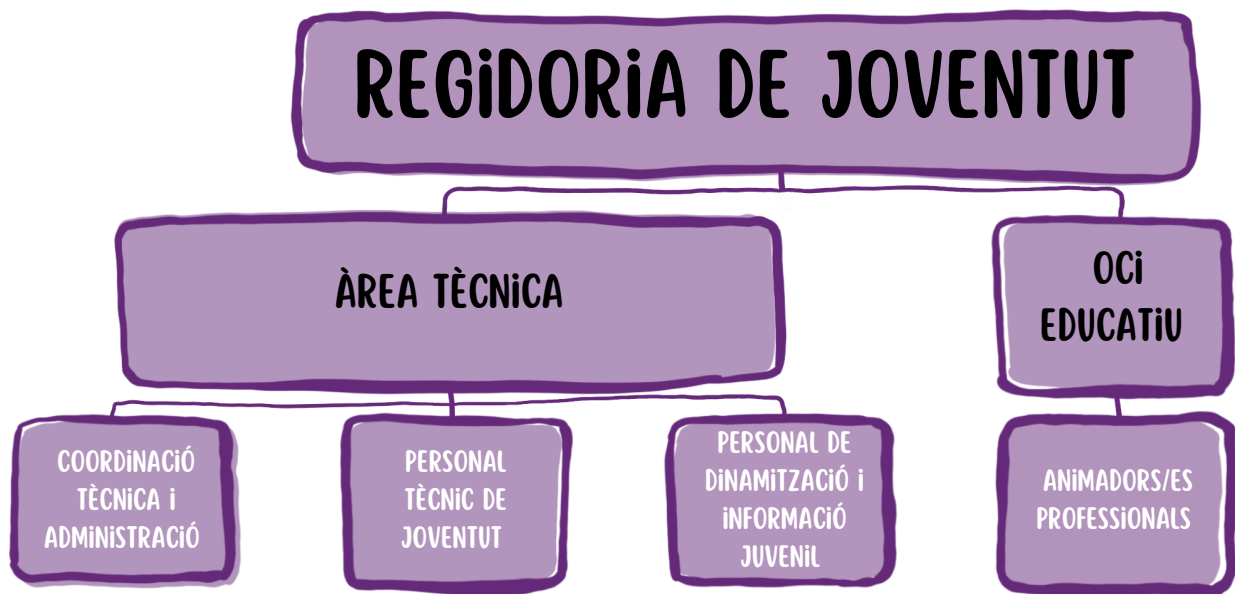 REGIDORIA DE JOVENTUT
ÀREA TÈCNICA
OCI
EDUCATIU
COORDINACIÓ
TÈCNICA I
ADMINISTRACIÓ
PERSONAL
TÈCNIC DE
JOVENTUT
PERSONAL DE
DINAMITZACIÓ I
INFORMACIÓ
JUVENIL
ANIMADORS/ES
PROFESSIONALS